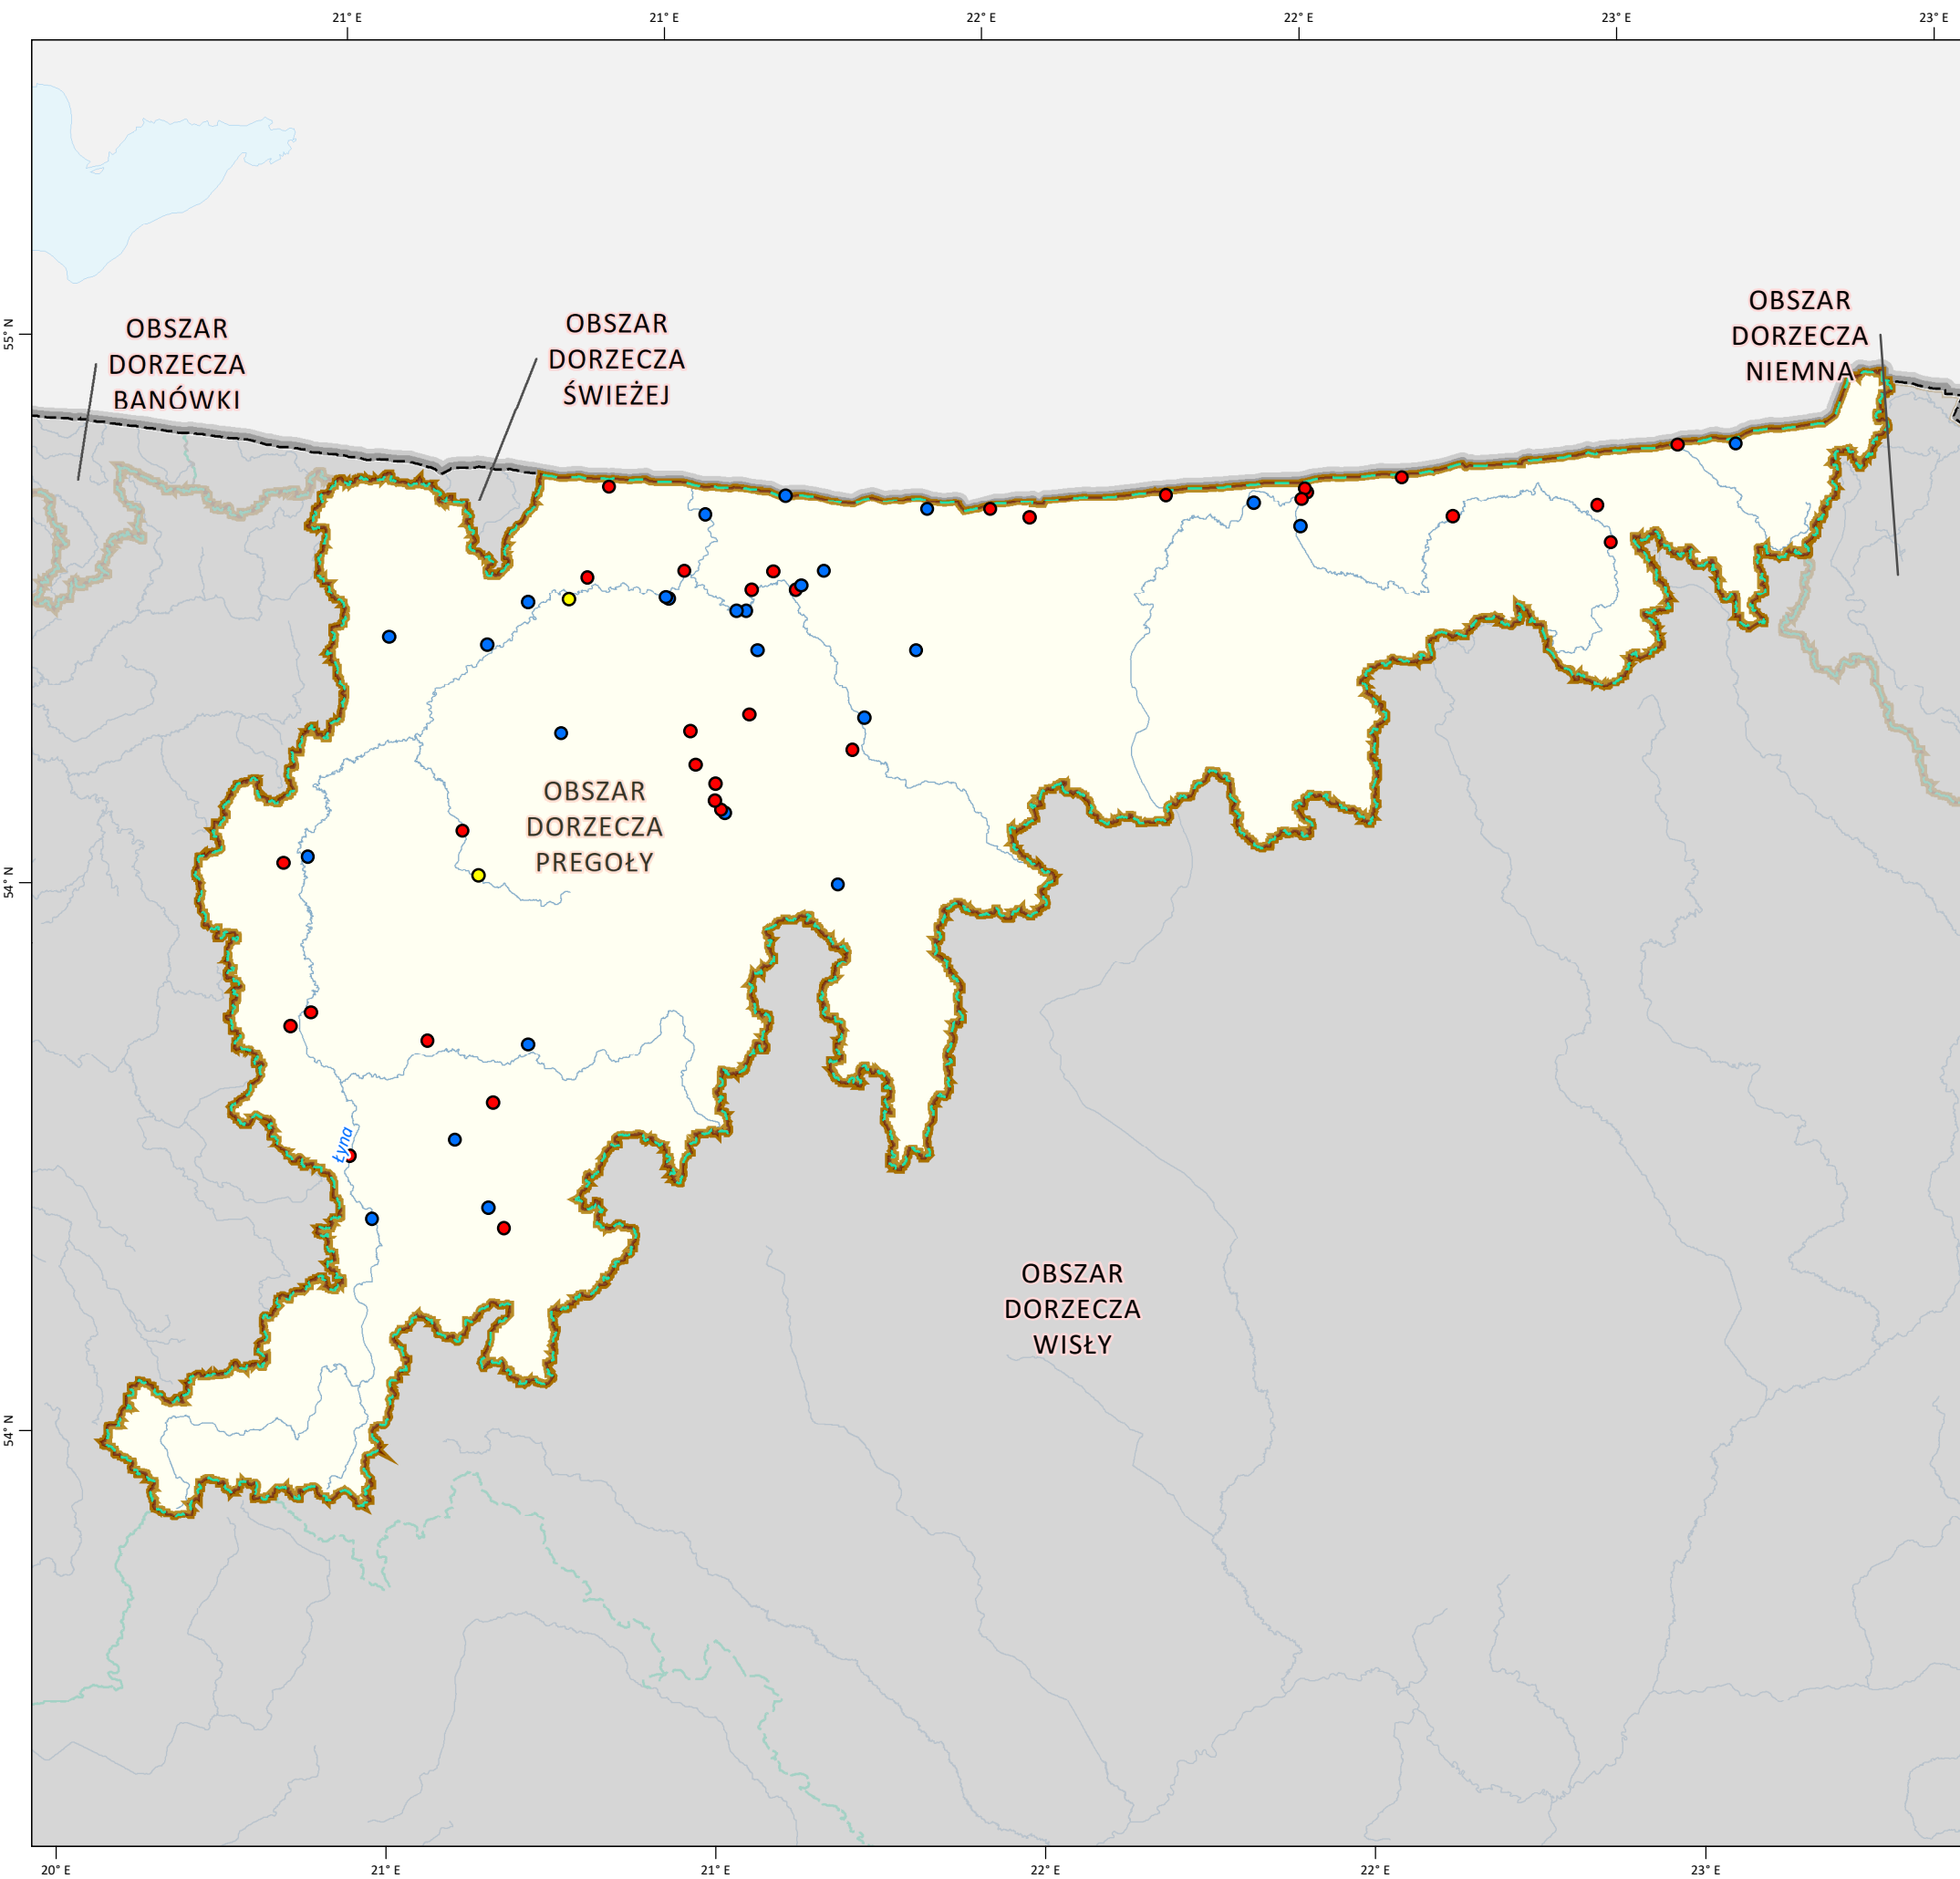 21° E
21° E
22° E
22° E
23° E
23° E
55° N
54° N
54° N
OBSZAR
DORZECZA
BANÓWKI
OBSZAR
DORZECZA
ŚWIEŻEJ
OBSZAR
DORZECZA
NIEMNA
OBSZAR
DORZECZA
PREGOŁY
Łyna
OBSZAR
DORZECZA
WISŁY
20° E
21° E
21° E
22° E
22° E
23° E